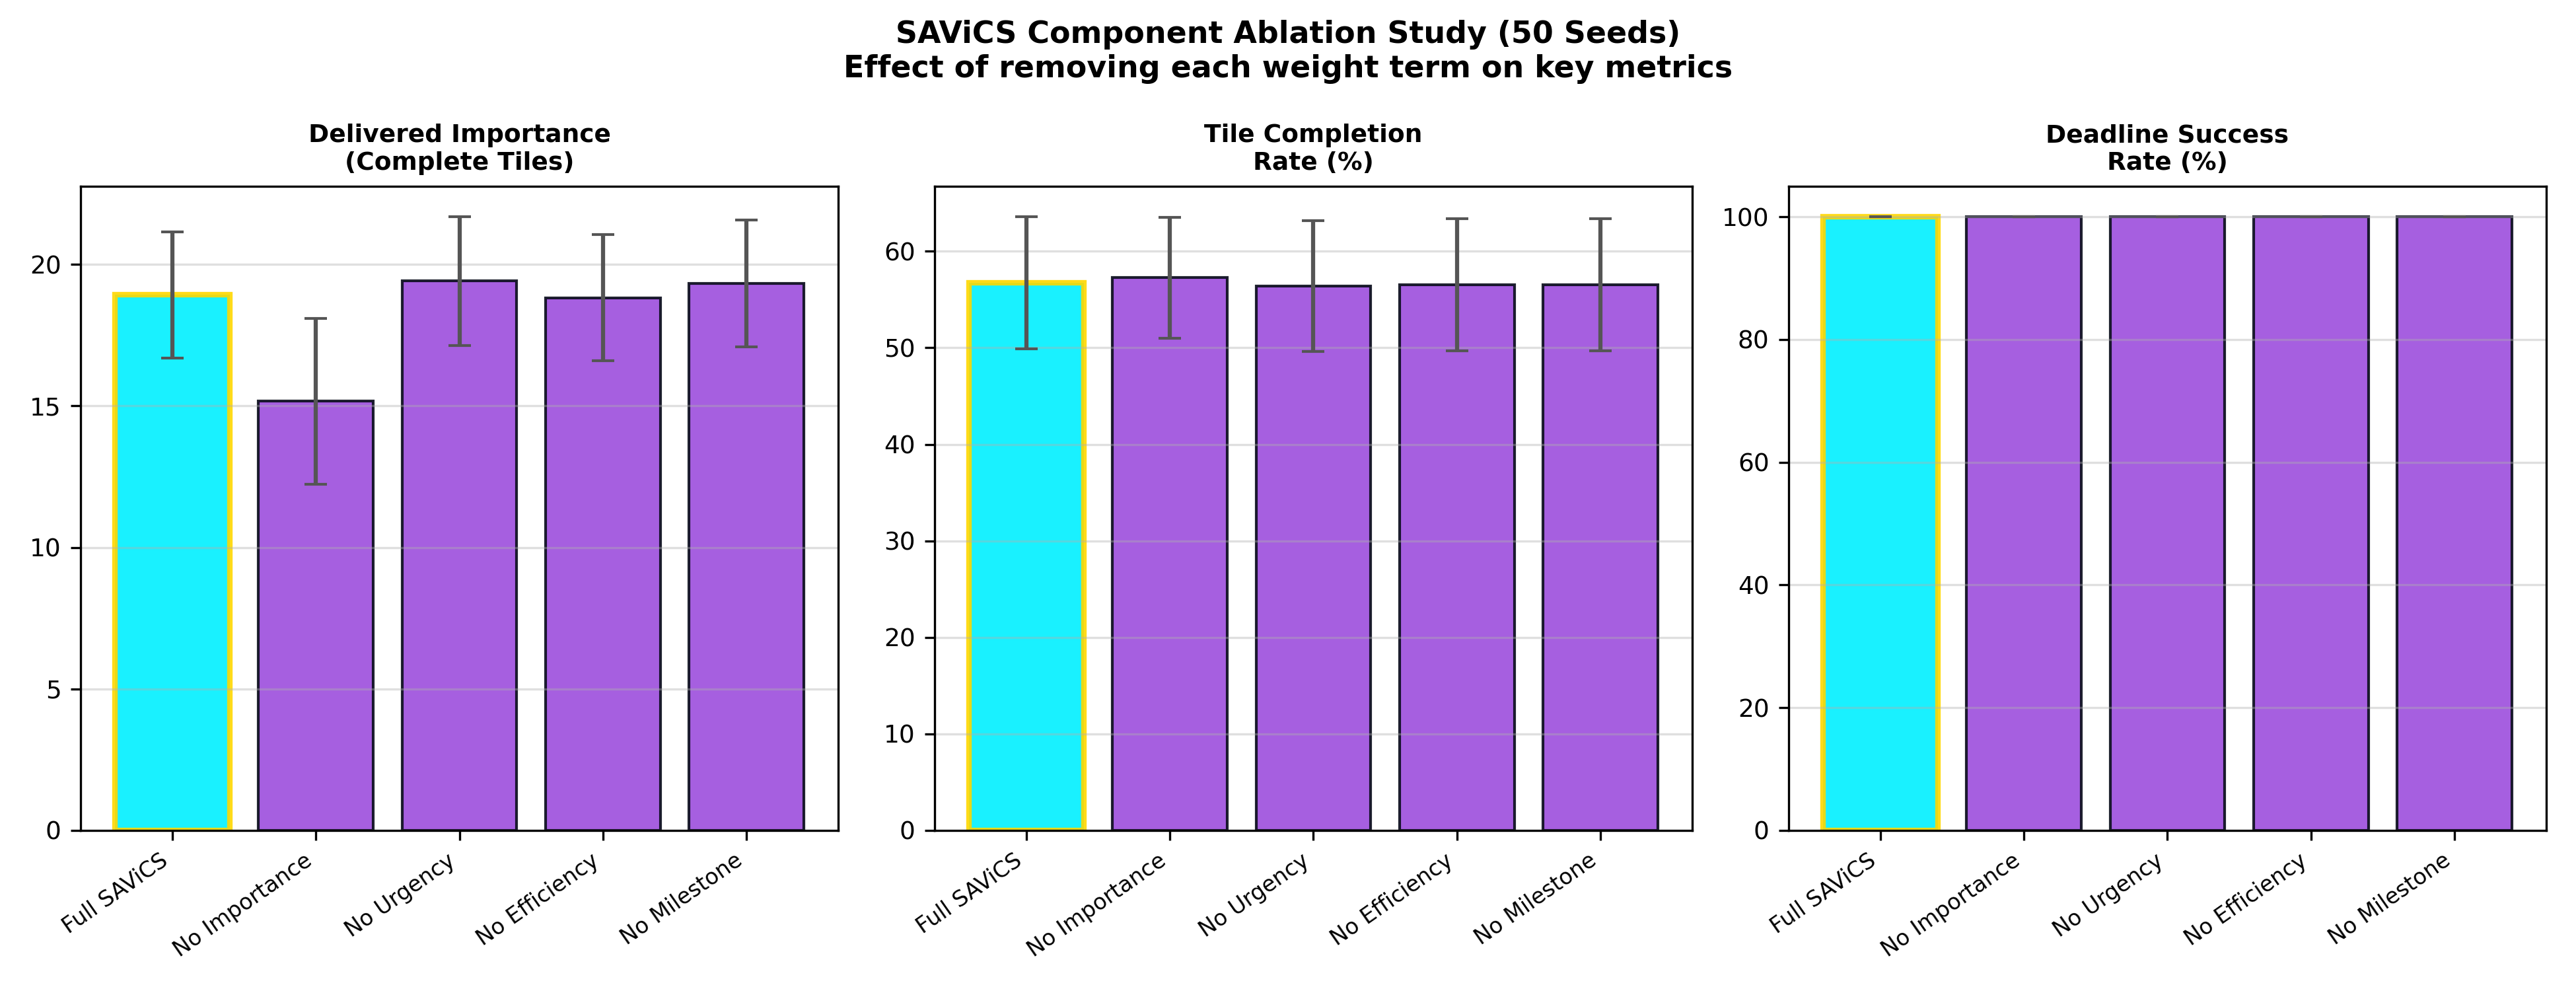 SAViCS Component Ablation Study (50 Seeds)
Effect of removing each weight term on key metrics
Delivered Importance
(Complete Tiles)
20
15
10
5
0
Full SAViCS
No Importance
No Urgency
No Efficiency
No Milestone
Tile Completion
Rate (%)
60
50
40
30
20
10
0
Full SAViCS
No Importance
No Urgency
No Efficiency
No Milestone
Deadline Success
Rate (%)
100
80
60
40
20
0
Full SAViCS
No Importance
No Urgency
No Efficiency
No Milestone